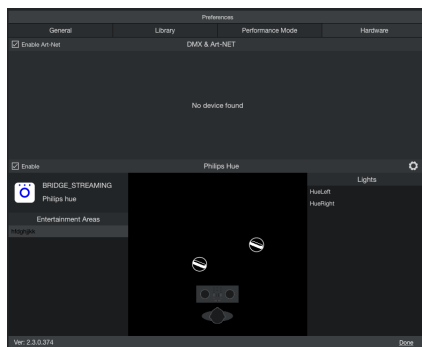 Preferences
General Library Performance Mode Hardware
Enable Art-Net DMX & Art-NET
No device found
Enable Philips Hue
BRIDGE_STREAMING
Philips hue
Entertainment Areas
Lights
HueLeft
HueRight
Ver: 2.3.0.374 Done